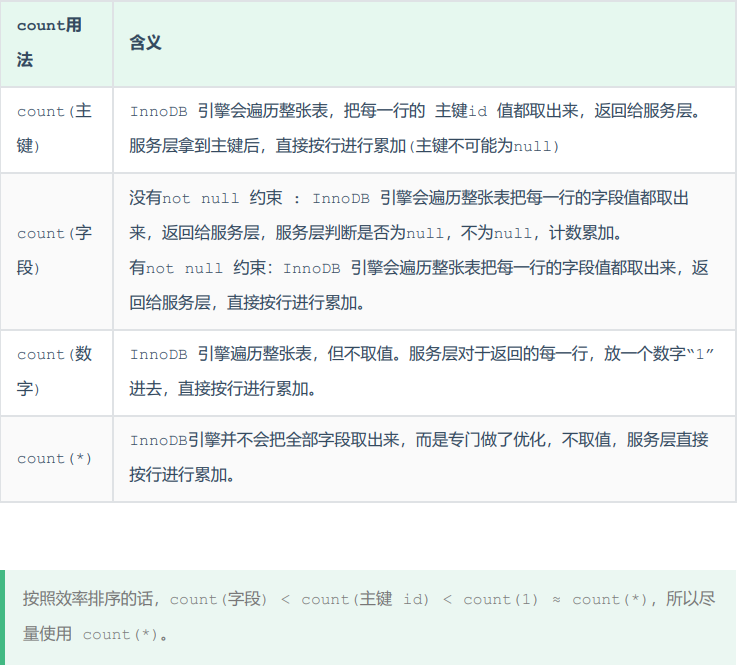 count用
法
含义
count(主
键)
InnoDB 引擎会遍历整张表，把每一行的 主键id 值都取出来，返回给服务层。
服务层拿到主键后，直接按行进行累加(主键不可能为null)
count(字
段)
没有not null 约束 : InnoDB 引擎会遍历整张表把每一行的字段值都取出
来，返回给服务层，服务层判断是否为null，不为null，计数累加。
有not null 约束：InnoDB 引擎会遍历整张表把每一行的字段值都取出来，返
回给服务层，直接按行进行累加。
count(数
字)
InnoDB 引擎遍历整张表，但不取值。服务层对于返回的每一行，放一个数字“1”
进去，直接按行进行累加。
count(*)
InnoDB引擎并不会把全部字段取出来，而是专门做了优化，不取值，服务层直接
按行进行累加。
按照效率排序的话，count(字段) < count(主键 id) < count(1) ≈ count(*)，所以尽
量使用 count(*)。